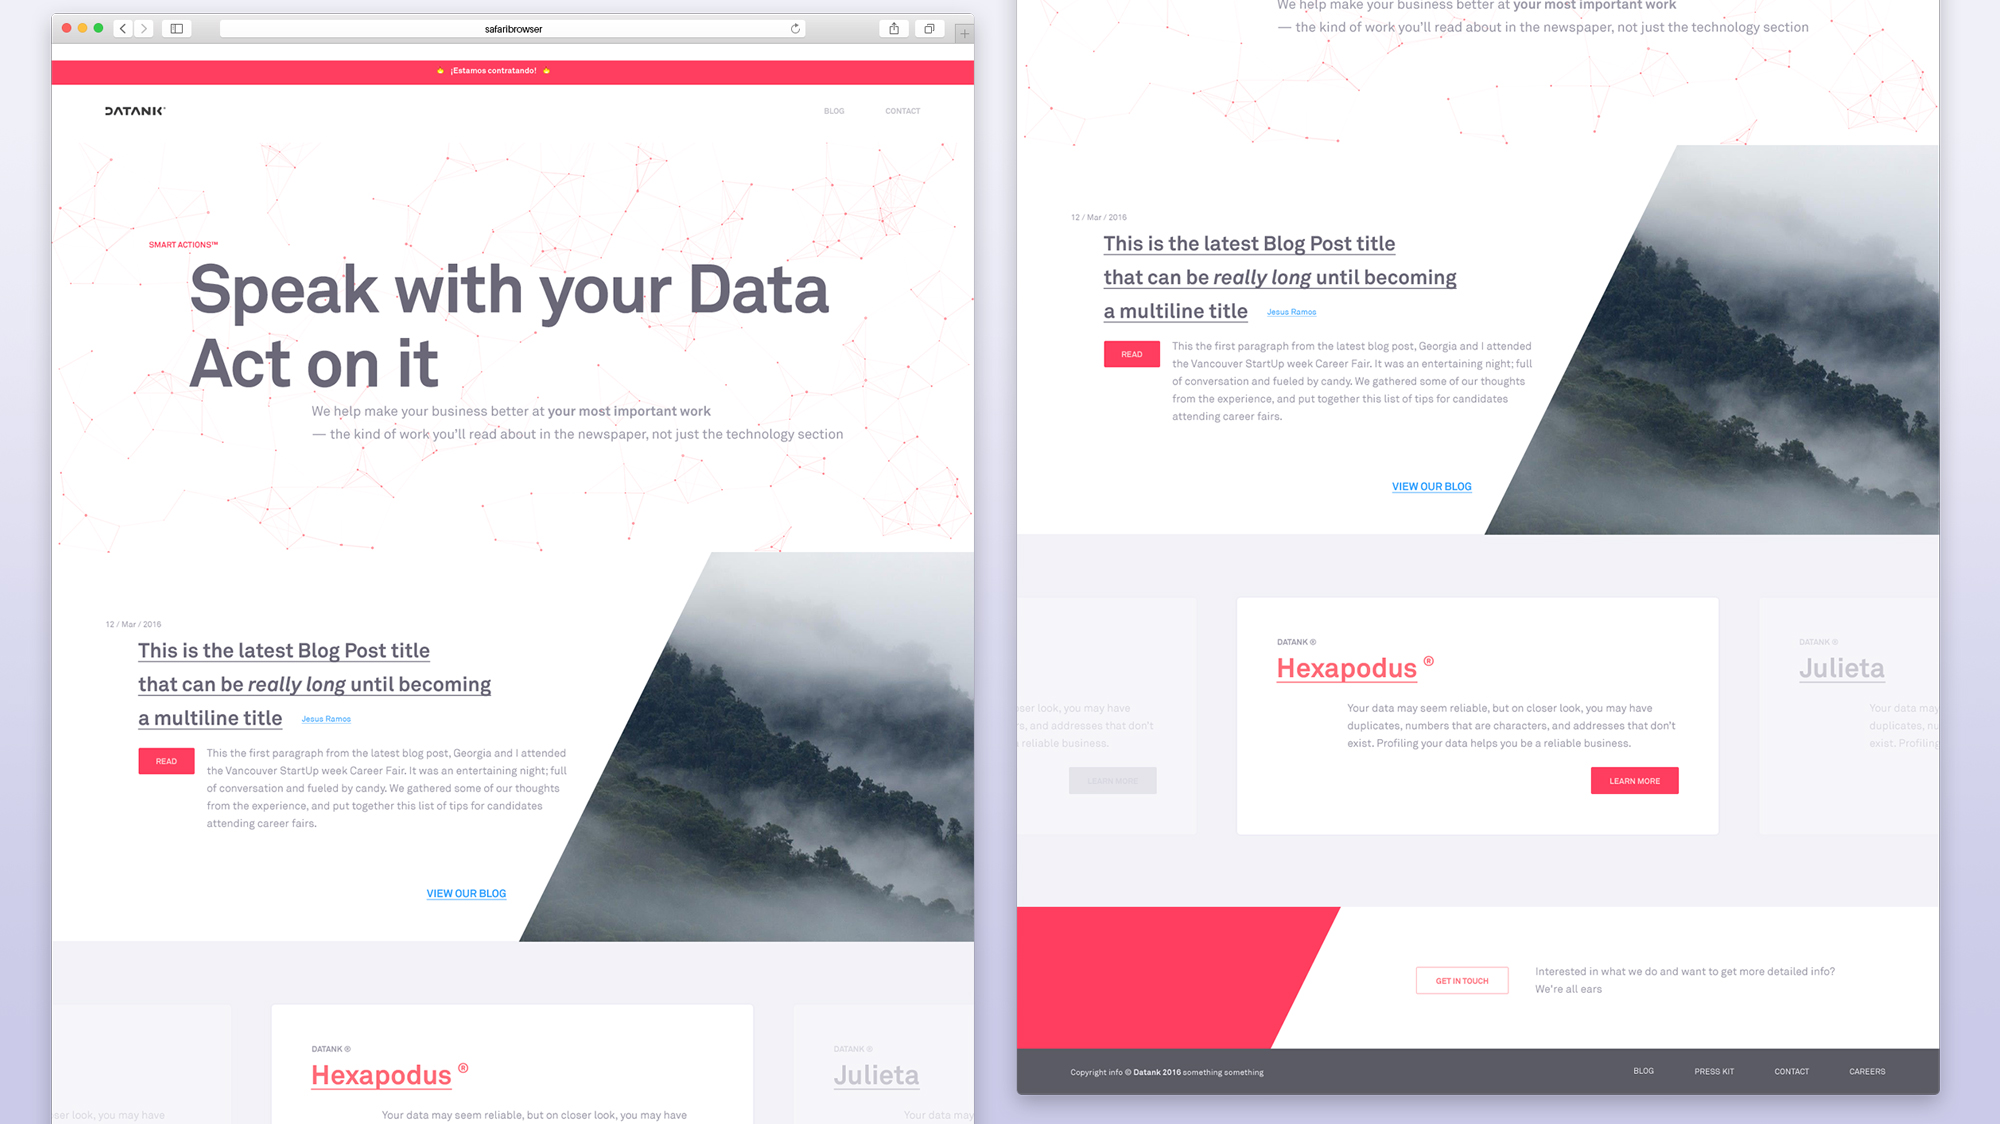 safaribrowser
¡Estamos contratando!
DATANK
BLOG
CONTACT
SMART ACTIONS™
Speak with your Data
Act on it
We help make your business better at your most important work
— the kind of work you'll read about in the newspaper, not just the technology section
12 / Mar / 2016
This is the latest Blog Post title
that can be really long until becoming
a multiline title
Jesus Ramos
READ
This the first paragraph from the latest blog post, Georgia and I attended
the Vancouver StartUp week Career Fair. It was an entertaining night; full
of conversation and fueled by candy. We gathered some of our thoughts
from the experience, and put together this list of tips for candidates
attending career fairs.
VIEW OUR BLOG
DATANK ®
Hexapodus ®
Your data may seem reliable, but on closer look, you may have
ser look, you may have
DATANK ®
Julieta
Your data may
We help make your business better at your most important work
— the kind of work you'll read about in the newspaper, not just the technology section
12 / Mar / 2016
This is the latest Blog Post title
that can be really long until becoming
a multiline title
Jesus Ramos
READ
This the first paragraph from the latest blog post, Georgia and I attended
the Vancouver StartUp week Career Fair. It was an entertaining night; full
of conversation and fueled by candy. We gathered some of our thoughts
from the experience, and put together this list of tips for candidates
attending career fairs.
VIEW OUR BLOG
oser look, you may have
rs, and addresses that don't
reliable business.
LEARN MORE
DATANK ®
Hexapodus ®
Your data may seem reliable, but on closer look, you may have
duplicates, numbers that are characters, and addresses that don't
exist. Profiling your data helps you be a reliable business.
LEARN MORE
DATANK ®
Julieta
Your data may
duplicates, nu
exist. Profiling
GET IN TOUCH
Interested in what we do and want to get more detailed info?
We're all ears
Copyright info © Datank 2016 something something
BLOG
PRESS KIT
CONTACT
CAREERS